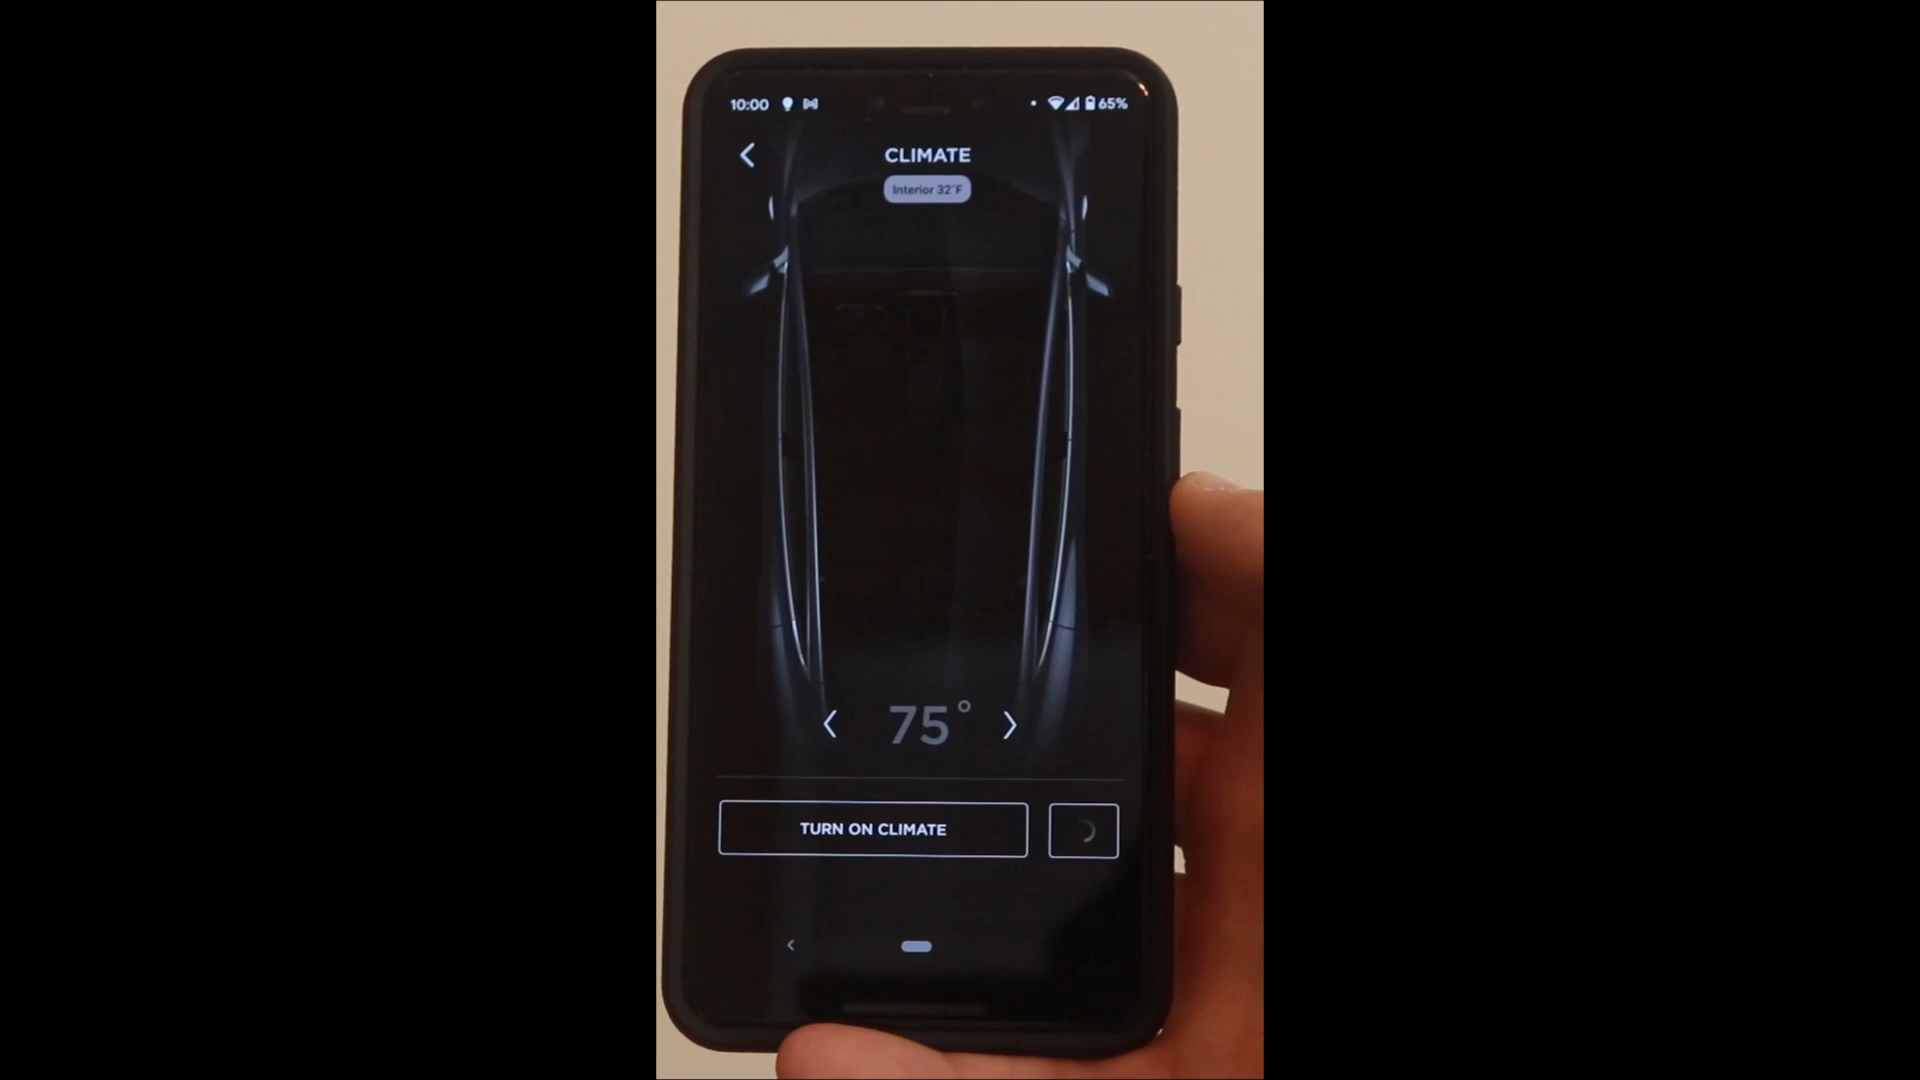 10:00
65%
CLIMATE
Interior 32°F
75°
TURN ON CLIMATE